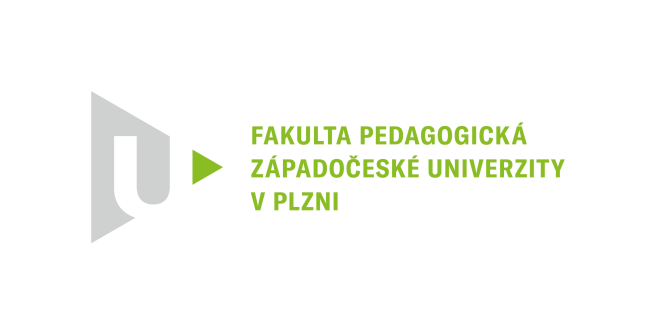 U
FAKULTA PEDAGOGICKÁ
ZÁPADOČESKÉ UNIVERZITY
V PLZNI